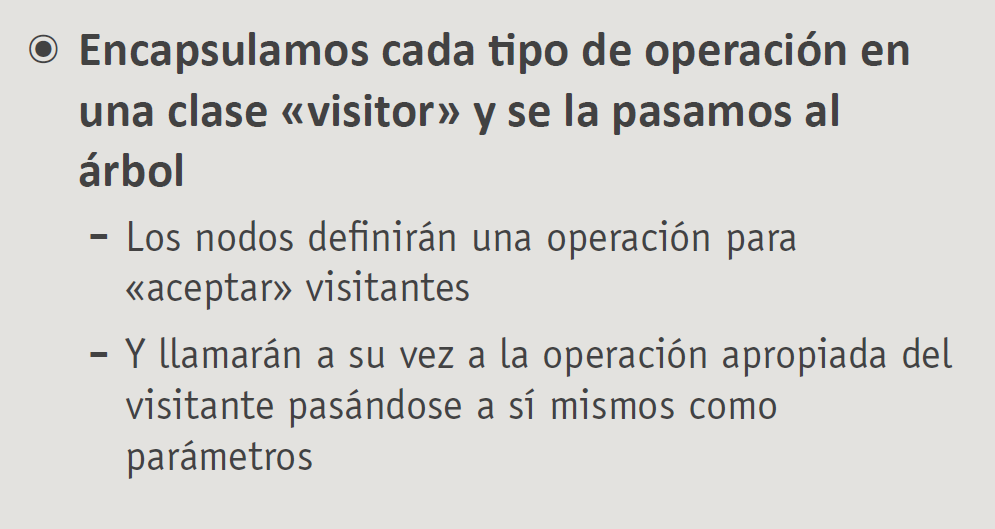 Encapsulamos cada tipo de operación en
una clase «visitor» y se la pasamos al
árbol
– Los nodos definirán una operación para
«aceptar» visitantes
– Y llamarán a su vez a la operación apropiada del
visitante pasándose a sí mismos como
parámetros